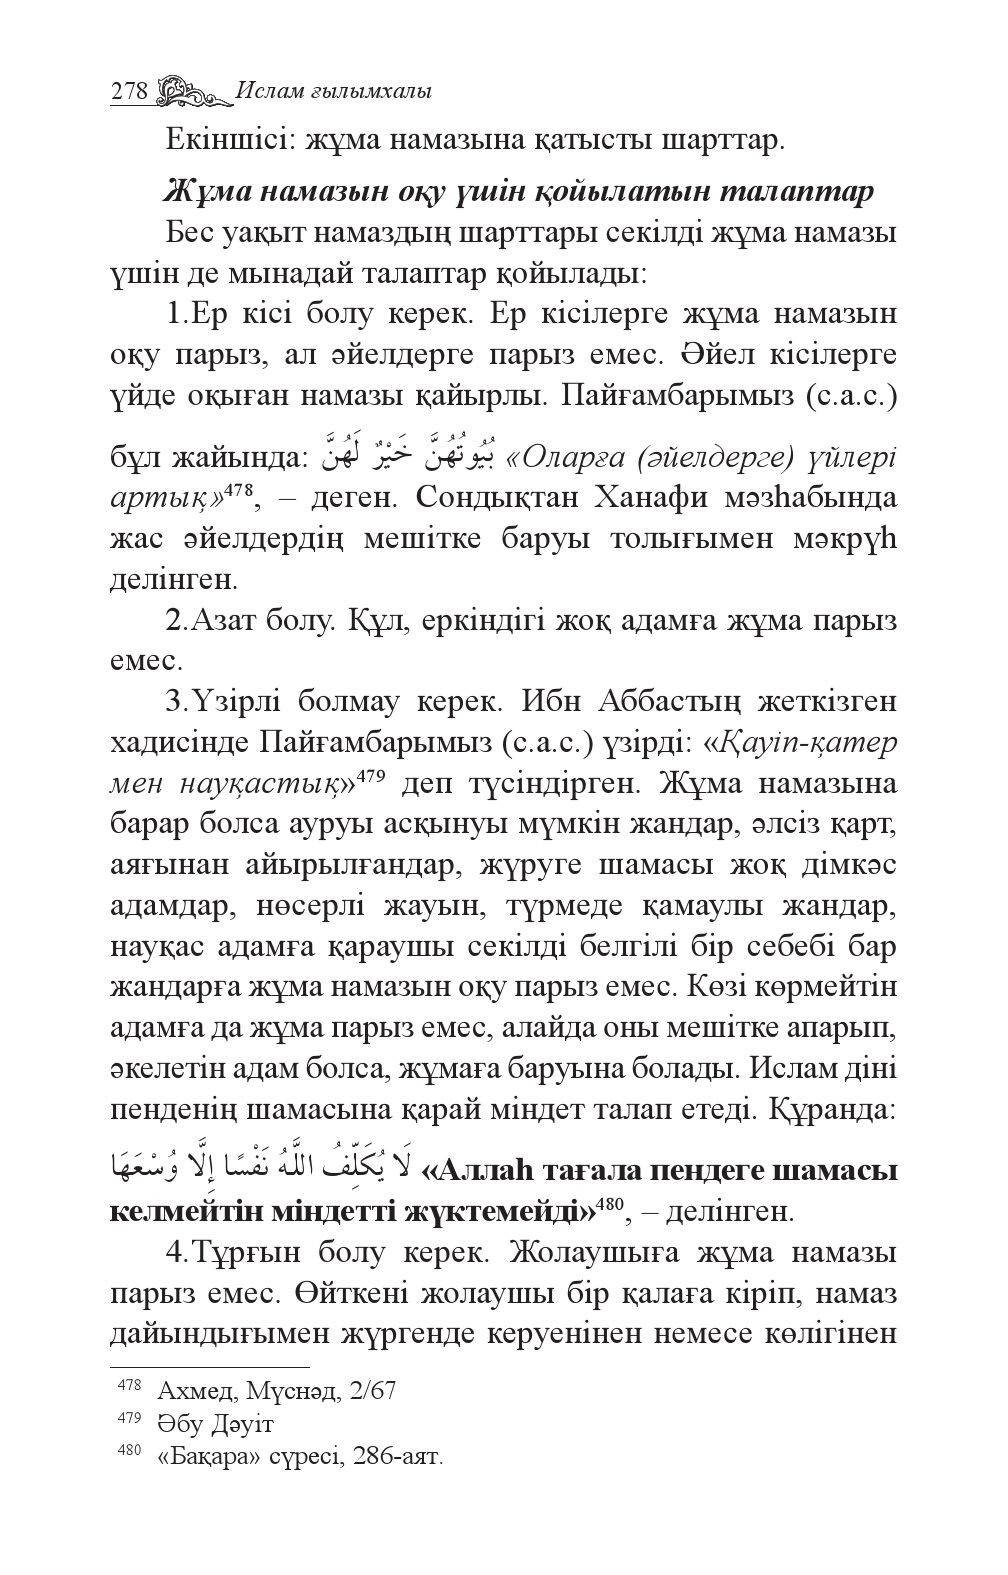 278 Ислам ғылымхалы
Екіншісі: жұма намазына қатысты шарттар.
Жұма намазын оқу үшін қойылатын талаптар
Бес уақыт намаздың шарттары секілді жұма намазы
үшін де мынадай талаптар қойылады:
1.Ер кісі болу керек. Ер кісілерге жұма намазын
оқу парыз, ал әйелдерге парыз емес. Әйел кісілерге
үйде оқыған намазы қайырлы. Пайғамбарымыз (с.а.с.)
бұл жайында: بُيُوتُهُنَّ خَيْرٌ لَهُنَّ «Оларға (әйелдерге) үйлері
артық»478, – деген. Сондықтан Ханафи мәзһабында
жас әйелдердің мешітке баруы толығымен мәкрүһ
делінген.
2.Азат болу. Құл, еркіндігі жоқ адамға жұма парыз
емес.
3.Үзірлі болмау керек. Ибн Аббастың жеткізген
хадисінде Пайғамбарымыз (с.а.с.) үзірді: «Қауіп-қатер
мен науқастық»479 деп түсіндірген. Жұма намазына
барар болса ауруы асқынуы мүмкін жандар, әлсіз қарт,
аяғынан айырылғандар, жүруге шамасы жоқ дімкәс
адамдар, нөсерлі жауын, түрмеде қамаулы жандар,
науқас адамға қараушы секілді белгілі бір себебі бар
жандарға жұма намазын оқу парыз емес. Көзі көрмейтін
адамға да жұма парыз емес, алайда оны мешітке апарып,
әкелетін адам болса, жұмаға баруына болады. Ислам діні
пенденің шамасына қарай міндет талап етеді. Құранда:
لَا يُكَلِّفُ اللَّهُ نَفْسًا إِلَّا وُسْعَهَا «Аллаһ тағала пендеге шамасы
келмейтін міндетті жүктемейді»480, – делінген.
4.Тұрғын болу керек. Жолаушыға жұма намазы
парыз емес. Өйткені жолаушы бір қалаға кіріп, намаз
дайындығымен жүргенде керуенінен немесе көлігінен
478 Ахмед, Мүснәд, 2/67
479 Әбу Дәуіт
480 «Бақара» сүресі, 286-аят.